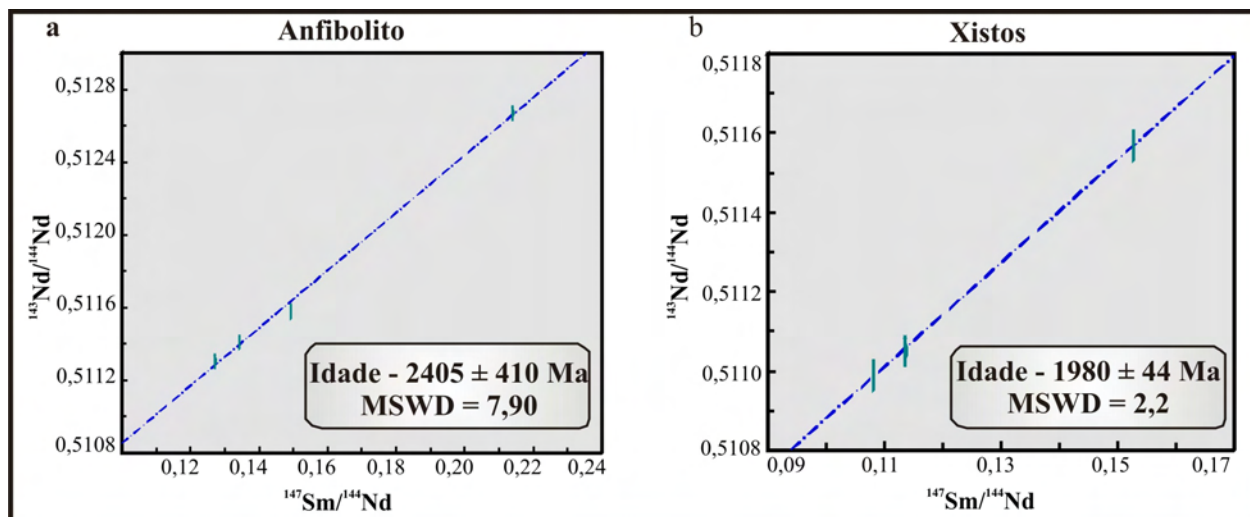 a
Anfibolito
0,5128
0,5124
0,5120
0,5116
0,5112
0,5108
¹⁴³Nd/¹⁴⁴Nd
Idade - 2405 ± 410 Ma
MSWD = 7,90
0,12 0,14 0,16 0,18 0,20 0,22 0,24
¹⁴⁷Sm/¹⁴⁴Nd
b
Xistos
0,5118
0,5116
0,5114
0,5112
0,5110
0,5108
¹⁴³Nd/¹⁴⁴Nd
Idade - 1980 ± 44 Ma
MSWD = 2,2
0,09 0,11 0,13 0,15 0,17
¹⁴⁷Sm/¹⁴⁴Nd